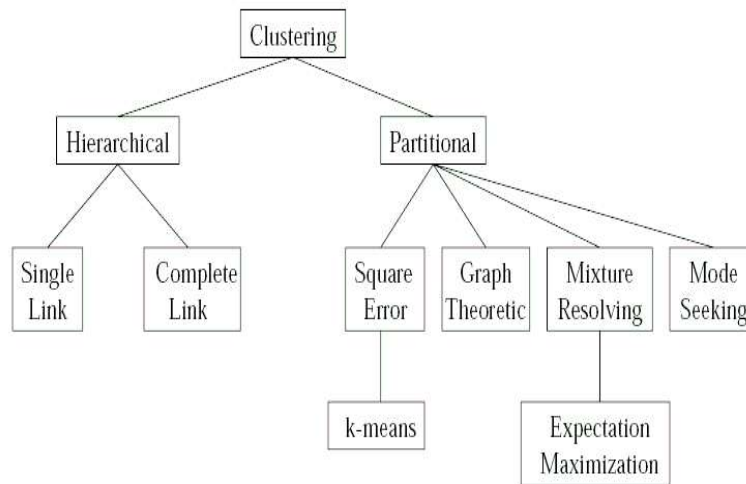 Clustering
Hierarchical
Partitional
Single
Link
Complete
Link
Square
Error
Graph
Theoretic
Mixture
Resolving
Mode
Seeking
k-means
Expectation
Maximization